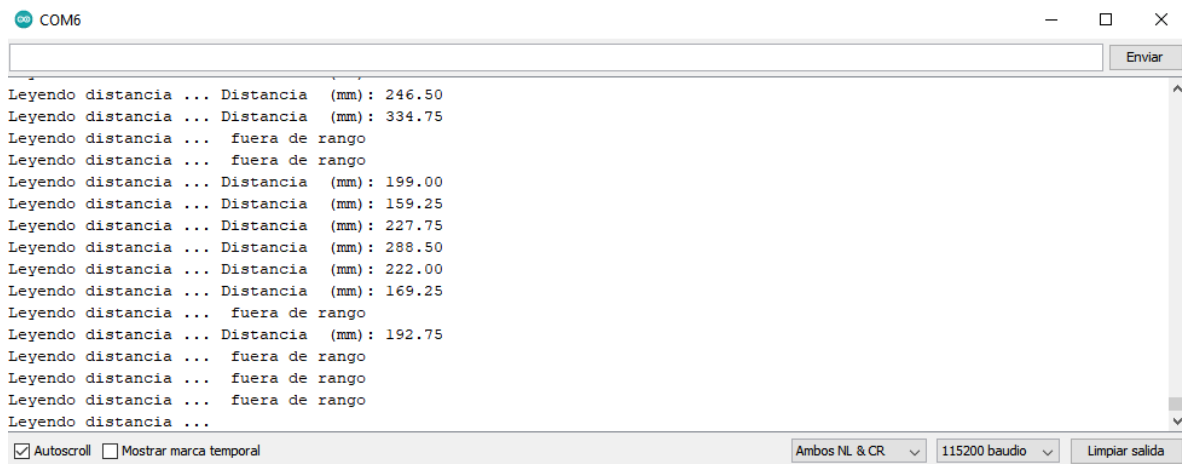 COM6
Enviar
Leyendo distancia ... Distancia  (mm): 246.50
Leyendo distancia ... Distancia  (mm): 334.75
Leyendo distancia ...  fuera de rango
Leyendo distancia ...  fuera de rango
Leyendo distancia ... Distancia  (mm): 199.00
Leyendo distancia ... Distancia  (mm): 159.25
Leyendo distancia ... Distancia  (mm): 227.75
Leyendo distancia ... Distancia  (mm): 288.50
Leyendo distancia ... Distancia  (mm): 222.00
Leyendo distancia ... Distancia  (mm): 169.25
Leyendo distancia ...  fuera de rango
Leyendo distancia ... Distancia  (mm): 192.75
Leyendo distancia ...  fuera de rango
Leyendo distancia ...  fuera de rango
Leyendo distancia ...  fuera de rango
Leyendo distancia ...
Autoscroll Mostrar marca temporal Ambos NL & CR 115200 baudio Limpiar salida